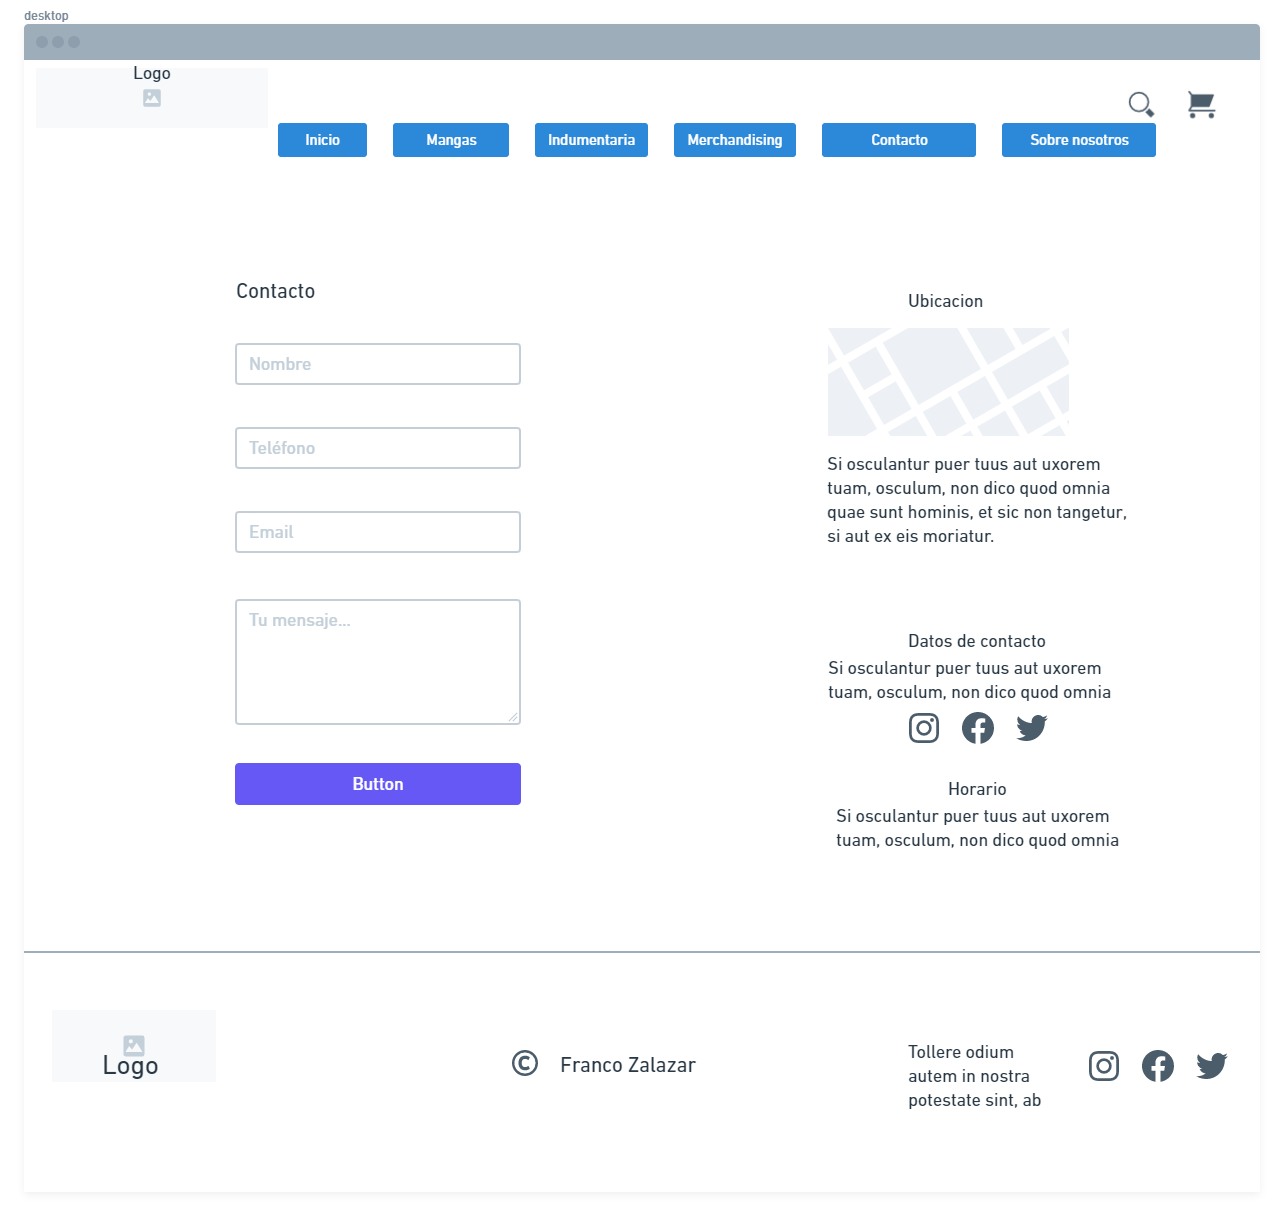 desktop
Logo
Inicio
Mangas
Indumentaria
Merchandising
Contacto
Sobre nosotros
Contacto
Nombre
Teléfono
Email
Tu mensaje...
Button
Ubicacion
Si osculantur puer tuus aut uxorem
tuam, osculum, non dico quod omnia
quae sunt hominis, et sic non tangetur,
si aut ex eis moriatur.
Datos de contacto
Si osculantur puer tuus aut uxorem
tuam, osculum, non dico quod omnia
Horario
Si osculantur puer tuus aut uxorem
tuam, osculum, non dico quod omnia
Logo
© Franco Zalazar
Tollere odium
autem in nostra
potestate sint, ab